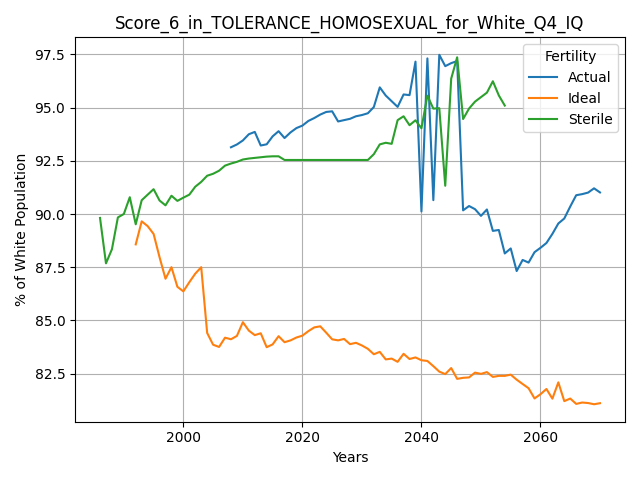 Score_6_in_TOLERANCE_HOMOSEXUAL_for_White_Q4_IQ
Fertility
Actual
Ideal
Sterile
% of White Population
97.5
95.0
92.5
90.0
87.5
85.0
82.5
2000 2020 2040 2060
Years